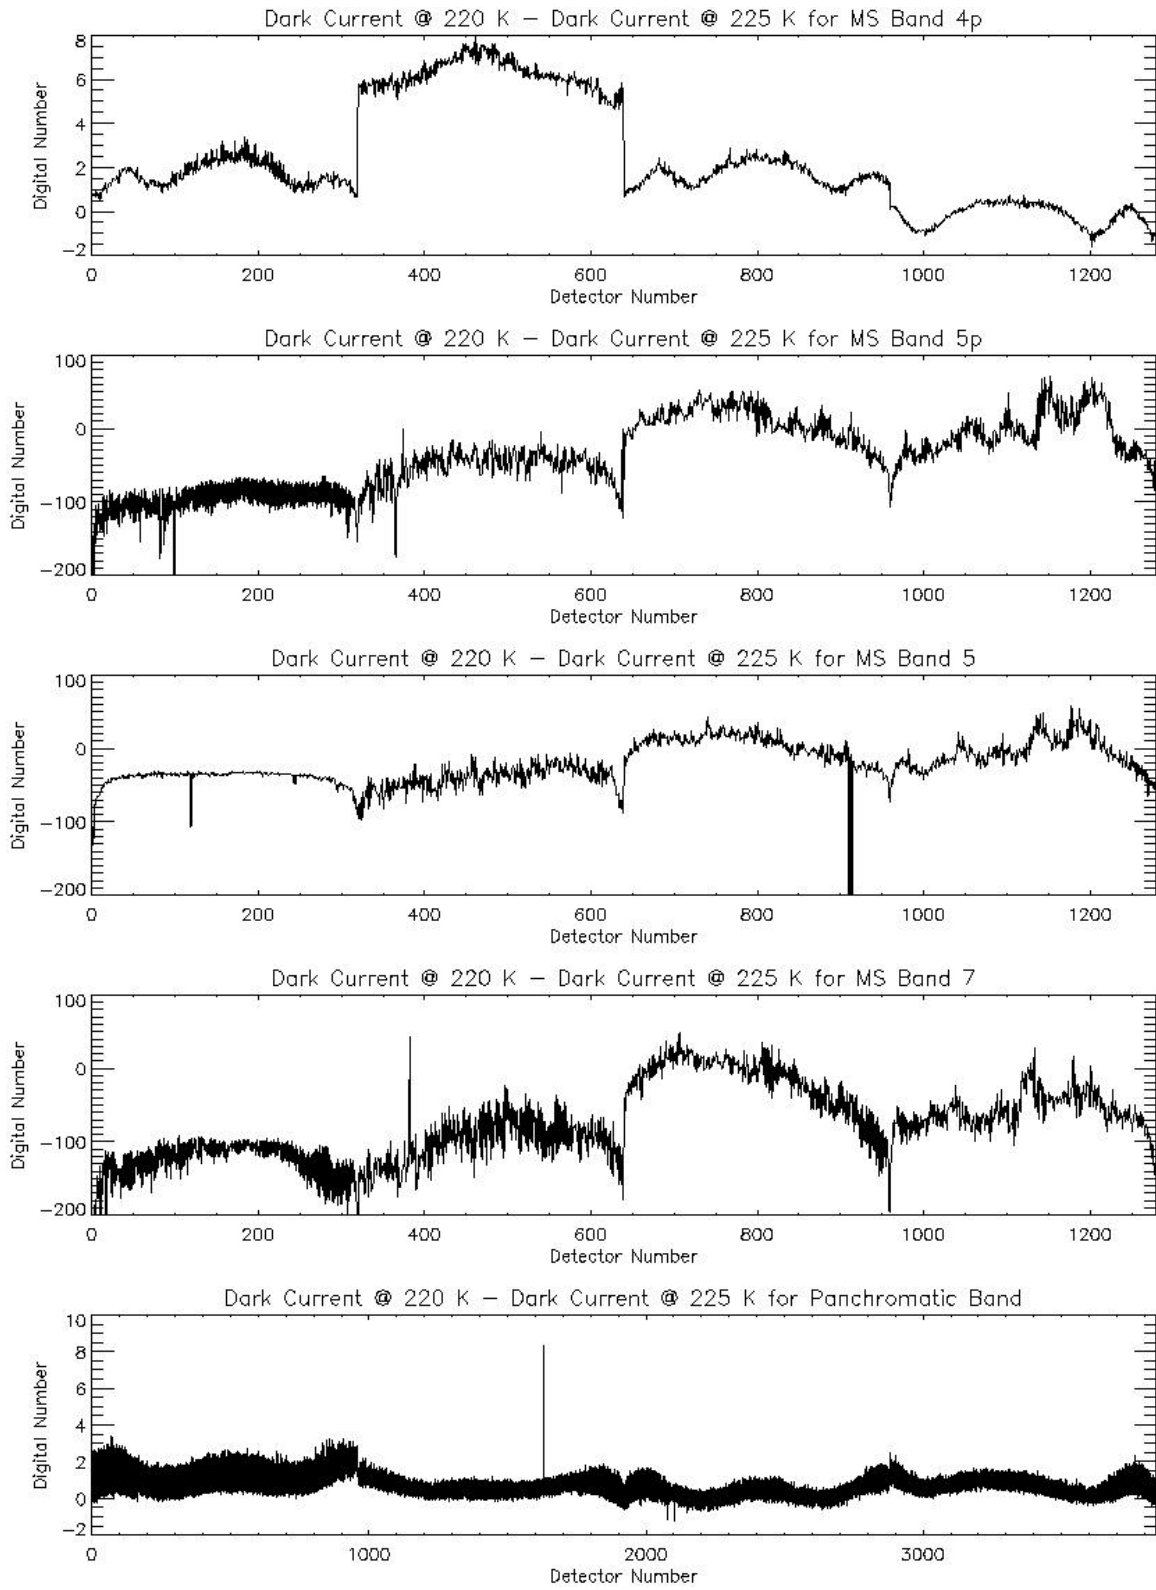 Dark Current @ 220 K − Dark Current @ 225 K for MS Band 4p
8
6
4
2
0
−2
Digital Number
0 200 400 600 800 1000 1200
Detector Number
Dark Current @ 220 K − Dark Current @ 225 K for MS Band 5p
100
0
−100
−200
Digital Number
0 200 400 600 800 1000 1200
Detector Number
Dark Current @ 220 K − Dark Current @ 225 K for MS Band 5
100
0
−100
−200
Digital Number
0 200 400 600 800 1000 1200
Detector Number
Dark Current @ 220 K − Dark Current @ 225 K for MS Band 7
100
0
−100
−200
Digital Number
0 200 400 600 800 1000 1200
Detector Number
Dark Current @ 220 K − Dark Current @ 225 K for Panchromatic Band
10
8
6
4
2
0
−2
Digital Number
0 1000 2000 3000
Detector Number